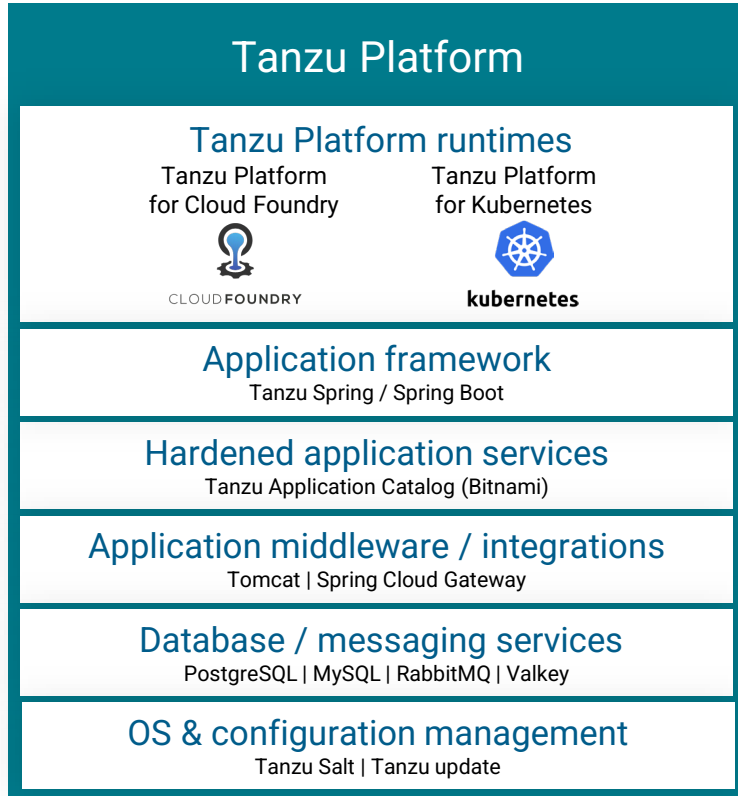 Tanzu Platform
Tanzu Platform runtimes
Tanzu Platform
for Cloud Foundry
Tanzu Platform
for Kubernetes
CLOUDFOUNDRY
kubernetes
Application framework
Tanzu Spring / Spring Boot
Hardened application services
Tanzu Application Catalog (Bitnami)
Application middleware / integrations
Tomcat | Spring Cloud Gateway
Database / messaging services
PostgreSQL | MySQL | RabbitMQ | Valkey
OS & configuration management
Tanzu Salt | Tanzu update